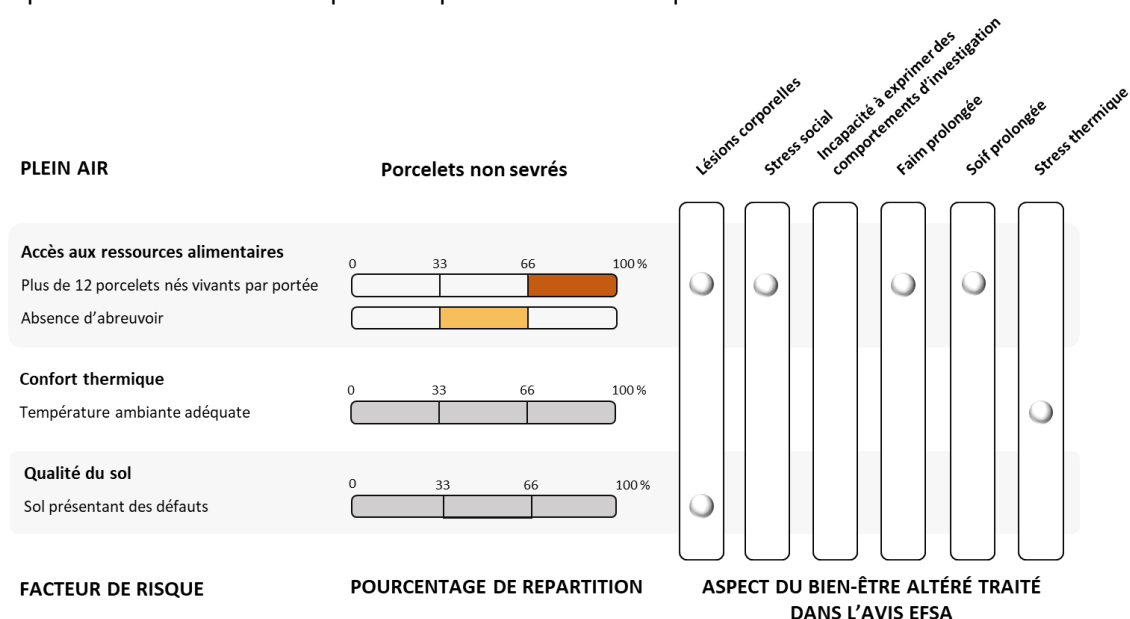 Lésions corporelles
Stress social
Incapacité à exprimer des
comportements d'investigation
Faim prolongée
Soif prolongée
Stress thermique
PLEIN AIR
Porcelets non sevrés
Accès aux ressources alimentaires
0 33 66 100 %
Plus de 12 porcelets nés vivants par portée
Absence d'abreuvoir
Confort thermique
0 33 66 100 %
Température ambiante adéquate
Qualité du sol
0 33 66 100 %
Sol présentant des défauts
FACTEUR DE RISQUE
POURCENTAGE DE REPARTITION
ASPECT DU BIEN-ÊTRE ALTÉRÉ TRAITÉ
DANS L'AVIS EFSA